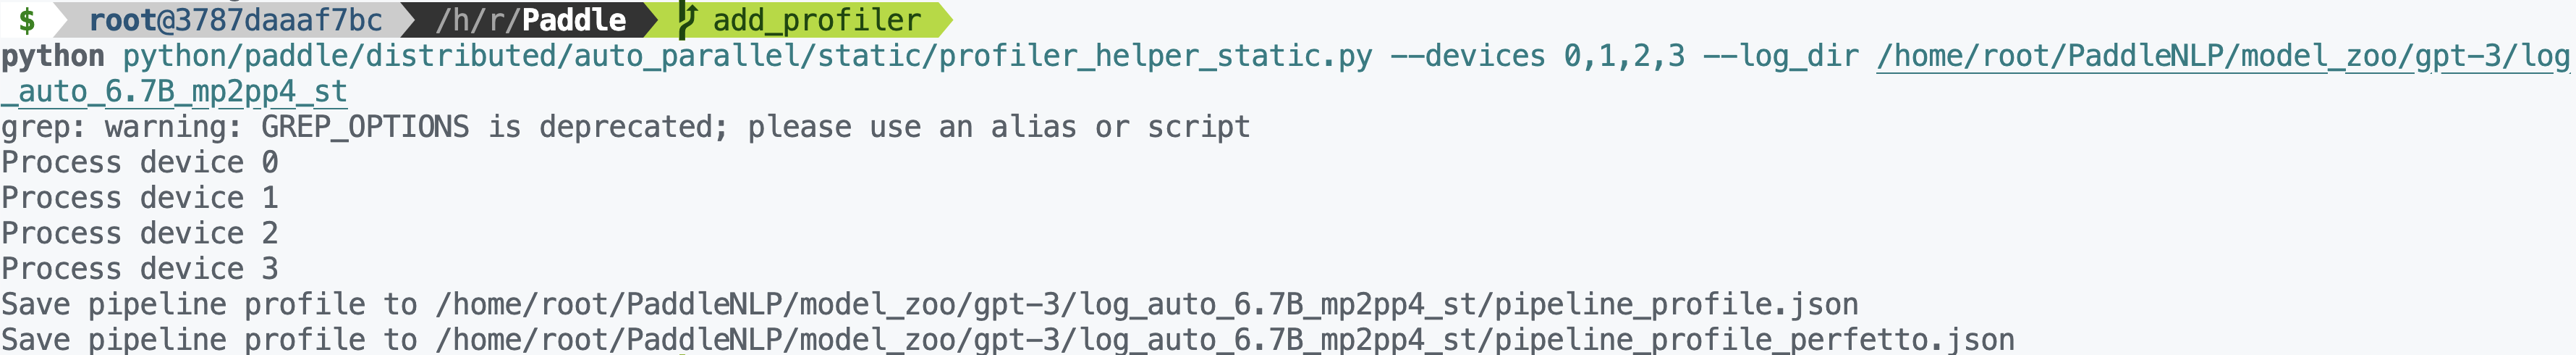 $ root@3787daaaf7bc /h/r/Paddle add_profiler
python python/paddle/distributed/auto_parallel/static/profiler_helper_static.py --devices 0,1,2,3 --log_dir /home/root/PaddleNLP/model_zoo/gpt-3/log
_auto_6.7B_mp2pp4_st
grep: warning: GREP_OPTIONS is deprecated; please use an alias or script
Process device 0
Process device 1
Process device 2
Process device 3
Save pipeline profile to /home/root/PaddleNLP/model_zoo/gpt-3/log_auto_6.7B_mp2pp4_st/pipeline_profile.json
Save pipeline profile to /home/root/PaddleNLP/model_zoo/gpt-3/log_auto_6.7B_mp2pp4_st/pipeline_profile_perfetto.json